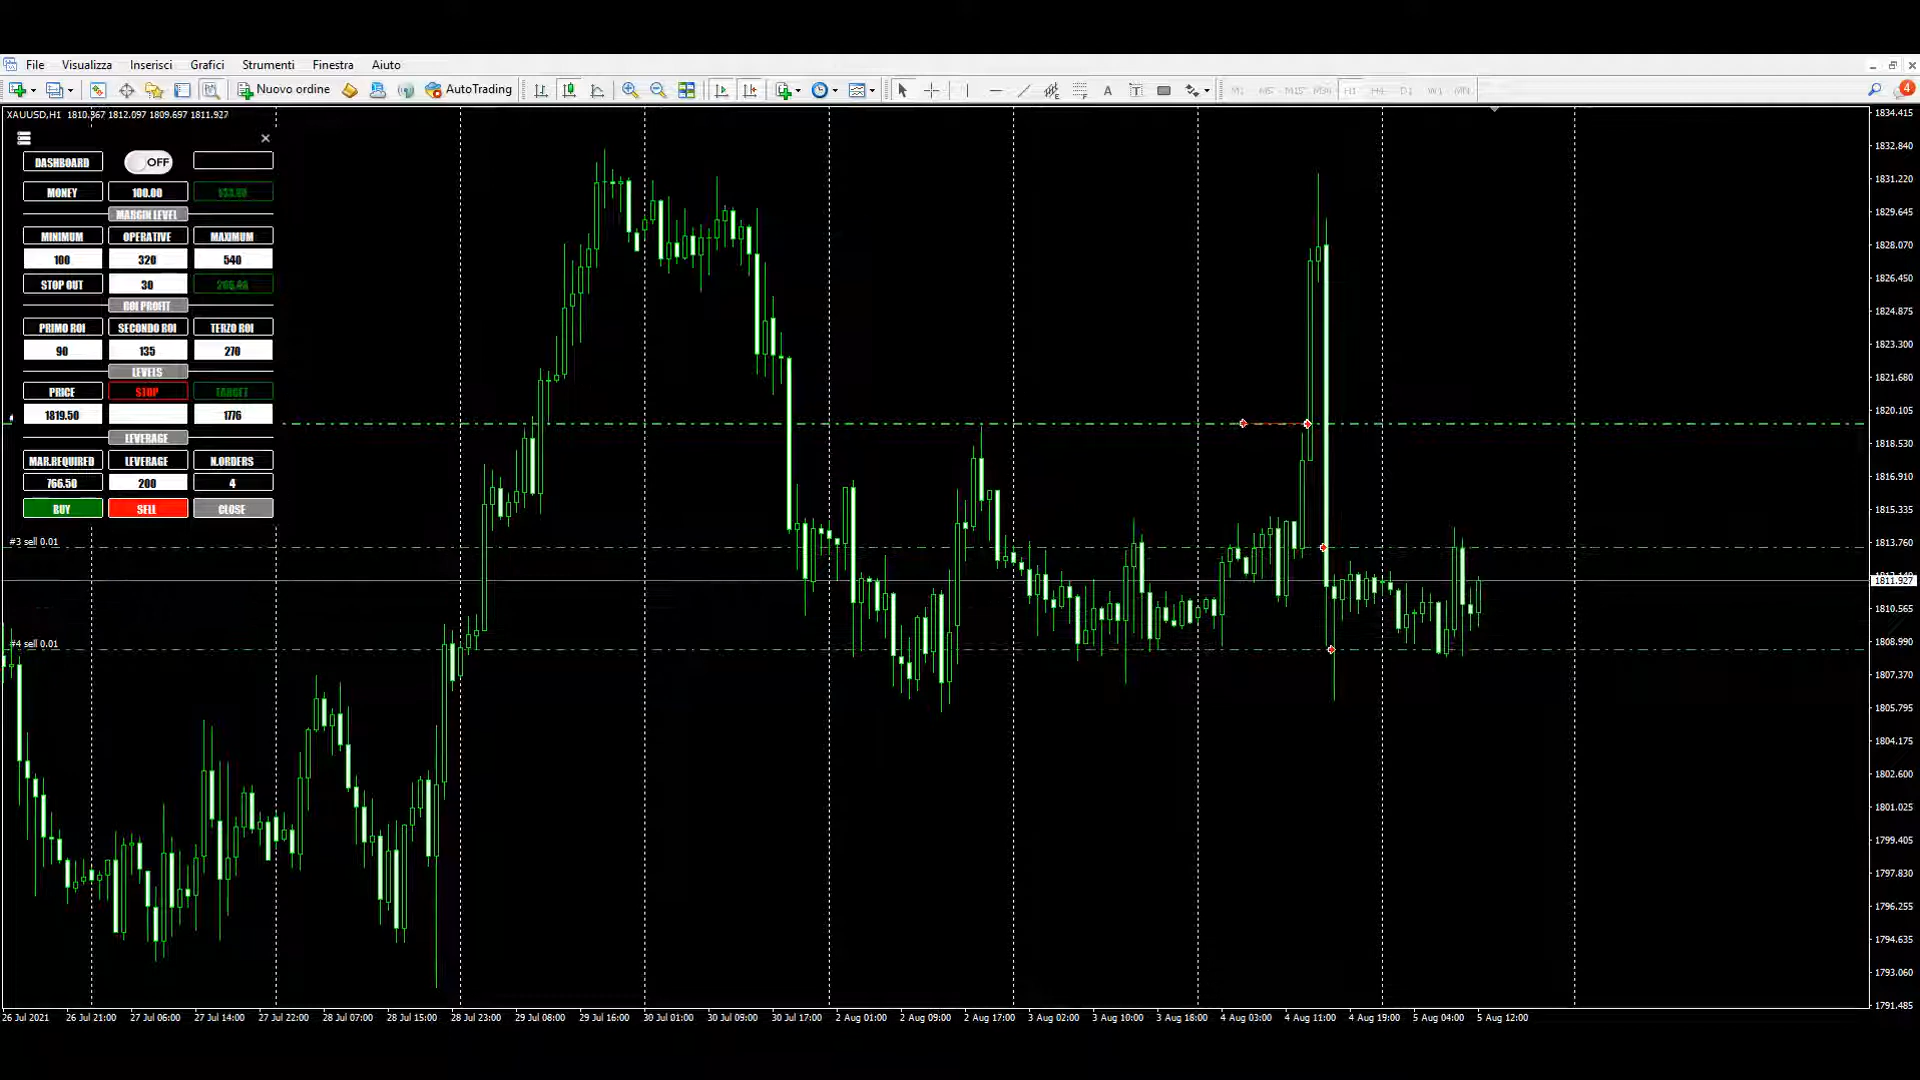 File Visualizza Inserisci Grafici Strumenti Finestra Aiuto
Nuovo ordine AutoTrading A T M1 M5 M15 M30 H1 H4 D1 W1 MN 4
XAUUSD,H1 1810.867 1812.097 1809.697 1811.927
DASHBOARD OFF
MONEY 100.00
MARGIN LEVEL
MINIMUM OPERATIVE MAXIMUM
100 320 540
STOP OUT 30
ROI PROFIT
PRIMO ROI SECONDO ROI TERZO ROI
90 135 270
LEVELS
PRICE STOP TARGET
1819.50 1776
LEVERAGE
MAR.REQUIRED LEVERAGE N.ORDERS
766.50 200 4
BUY SELL CLOSE
#3 sell 0.01
#4 sell 0.01
1834.415
1832.840
1831.220
1829.645
1828.070
1826.450
1824.875
1823.300
1821.680
1820.105
1818.530
1816.910
1815.335
1813.760
1811.927
1810.565
1808.990
1807.370
1805.795
1804.175
1802.600
1801.025
1799.405
1797.830
1796.255
1794.635
1793.060
1791.485
26 Jul 2021 26 Jul 21:00 27 Jul 06:00 27 Jul 14:00 27 Jul 22:00 28 Jul 07:00 28 Jul 15:00 28 Jul 23:00 29 Jul 08:00 29 Jul 16:00 30 Jul 01:00 30 Jul 09:00 30 Jul 17:00 2 Aug 01:00 2 Aug 09:00 2 Aug 17:00 3 Aug 02:00 3 Aug 10:00 3 Aug 18:00 4 Aug 03:00 4 Aug 11:00 4 Aug 19:00 5 Aug 04:00 5 Aug 12:00